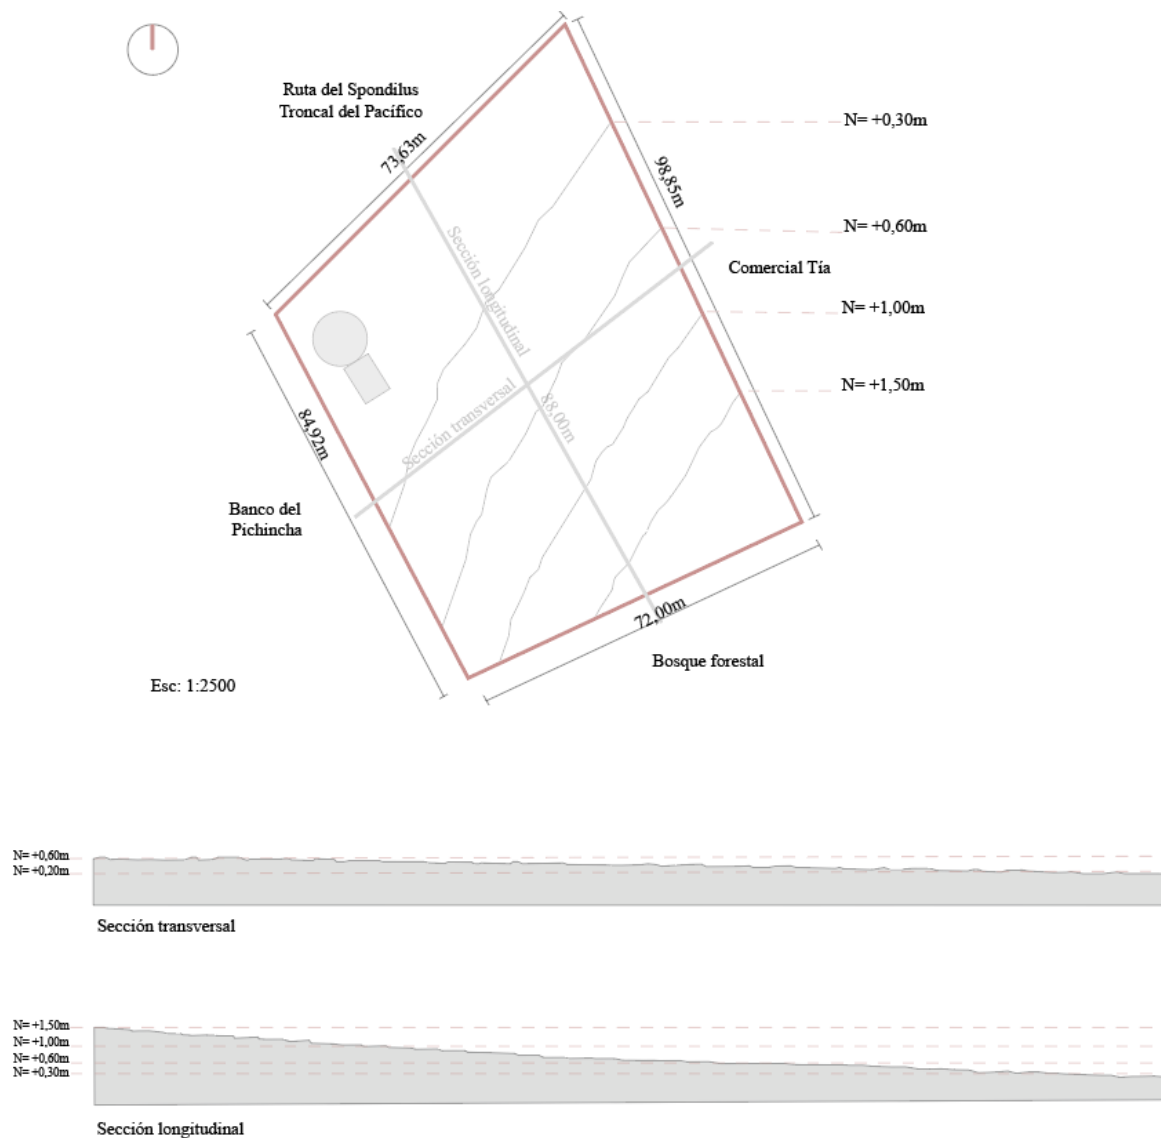 Ruta del Spondilus
Troncal del Pacífico
73,63m
98,85m
N= +0,30m
N= +0,60m
Comercial Tía
N= +1,00m
N= +1,50m
Sección longitudinal
88,00m
Sección transversal
84,92m
Banco del
Pichincha
72,00m
Bosque forestal
Esc: 1:2500
N= +0,60m
N= +0,20m
Sección transversal
N= +1,50m
N= +1,00m
N= +0,60m
N= +0,30m
Sección longitudinal